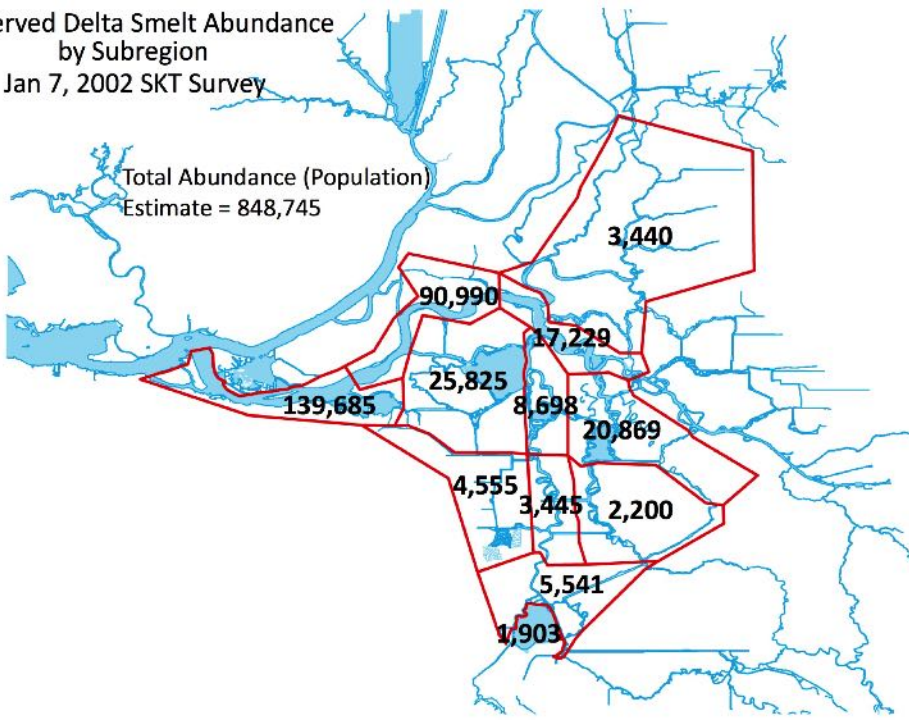 Delta Smelt Abundance
by Subregion
Jan 7, 2002 SKT Survey
Total Abundance (Population)
Estimate = 848,745
3,440
90,990
17,229
25,825
8,698
139,685
20,869
4,555
3,445
2,200
5,541
1,903